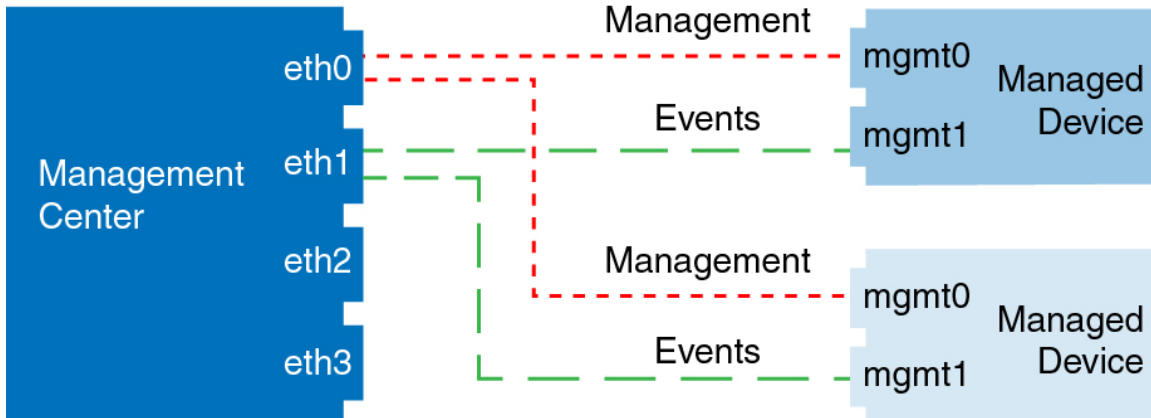 Management
eth0
mgmt0
Managed
Device
Events
eth1
mgmt1
Management
Center
eth2
Management
mgmt0
Managed
Device
eth3
Events
mgmt1